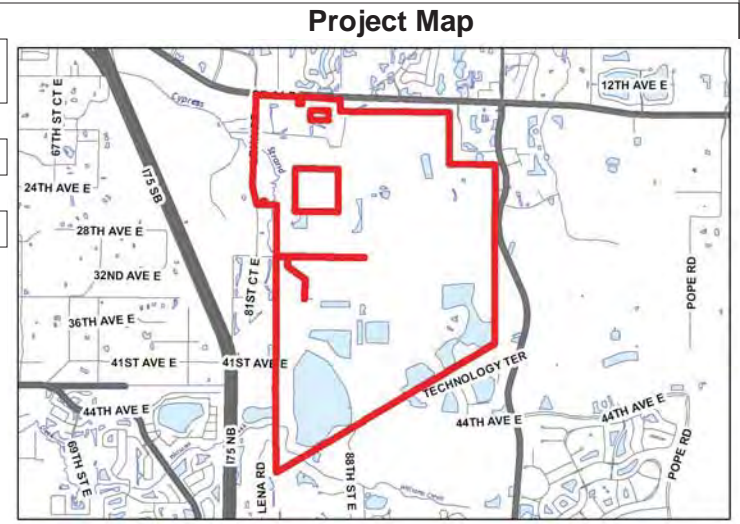 Project Map
12TH AVE E
67TH ST CT E
Cypress
Strand
I75 SB
24TH AVE E
28TH AVE E
32ND AVE E
81ST CT E
POPE RD
36TH AVE E
41ST AVE E
41ST AVE E
TECHNOLOGY TER
44TH AVE E
44TH AVE E
44TH AVE E
69TH ST E
I75 NB
LENA RD
88TH ST E
POPE RD